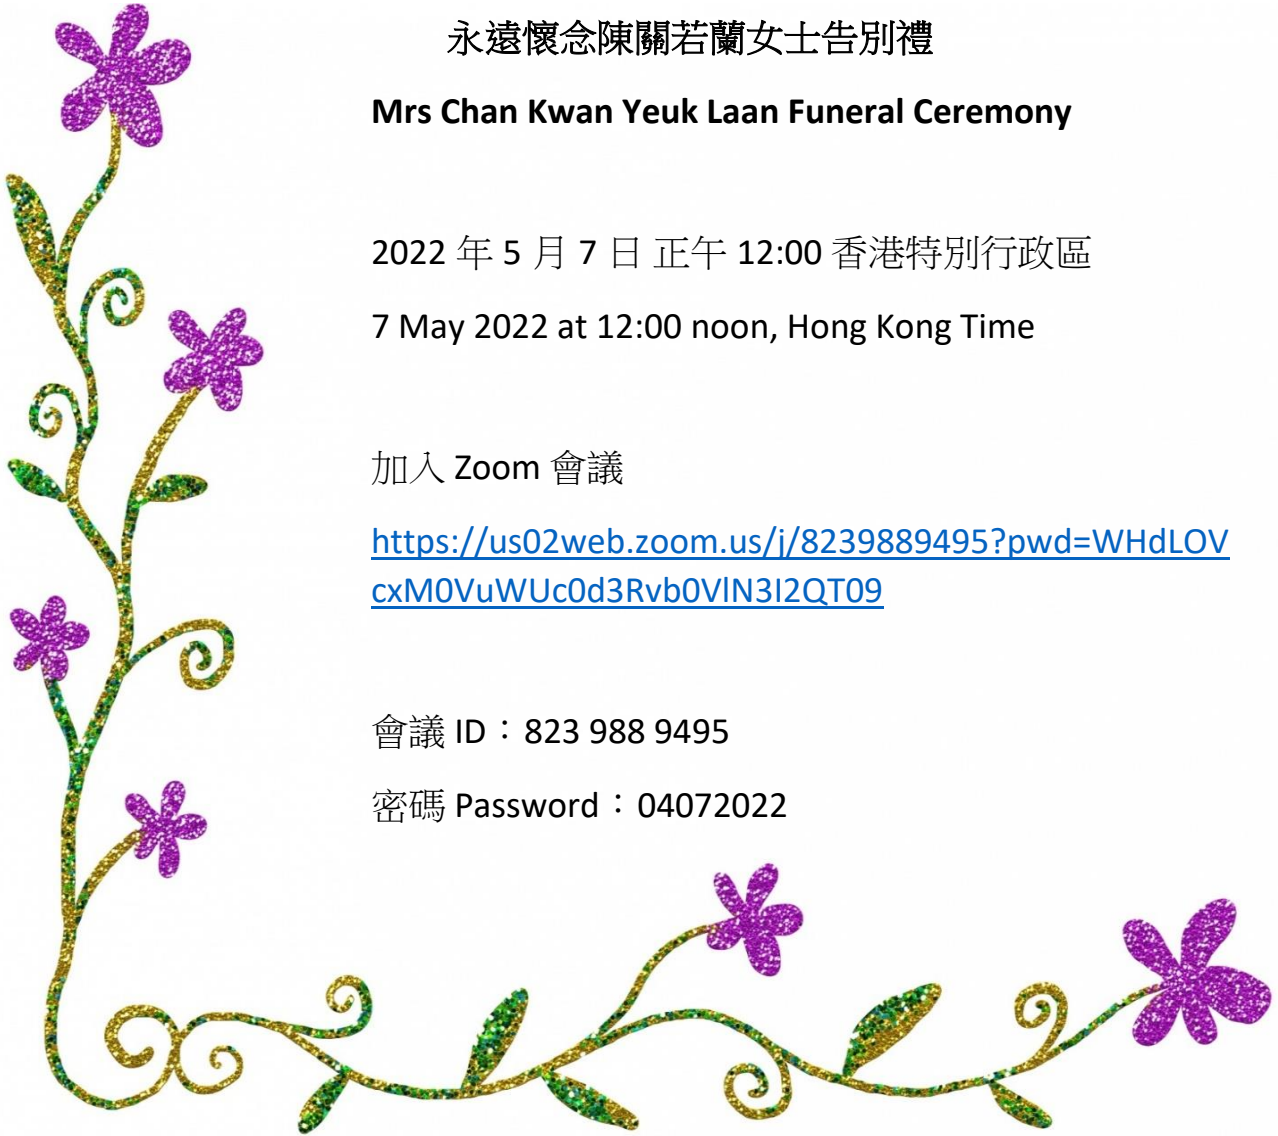 永遠懷念陳關若蘭女士告別禮
Mrs Chan Kwan Yeuk Laan Funeral Ceremony
2022 年 5 月 7 日 正午 12:00 香港特別行政區
7 May 2022 at 12:00 noon, Hong Kong Time
加入 Zoom 會議
https://us02web.zoom.us/j/8239889495?pwd=WHdLOV
cxM0VuWUc0d3Rvb0VlN3I2QT09
會議 ID：823 988 9495
密碼 Password：04072022